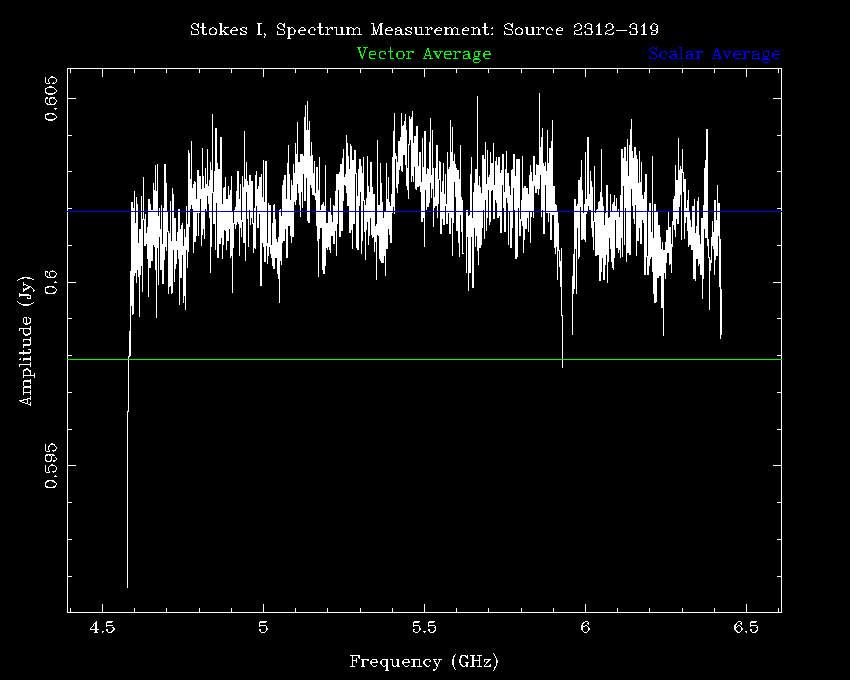 Stokes I, Spectrum Measurement: Source 2312−319
Vector Average
Scalar Average
0.605
0.6
0.595
Amplitude (Jy)
4.5 5 5.5 6 6.5
Frequency (GHz)